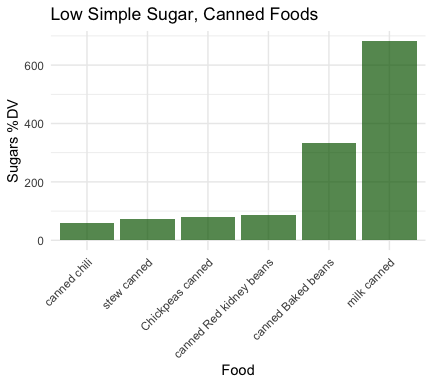 Low Simple Sugar, Canned Foods
Sugars %DV
600
400
200
0
canned chili
stew canned
Chickpeas canned
canned Red kidney beans
canned Baked beans
milk canned
Food